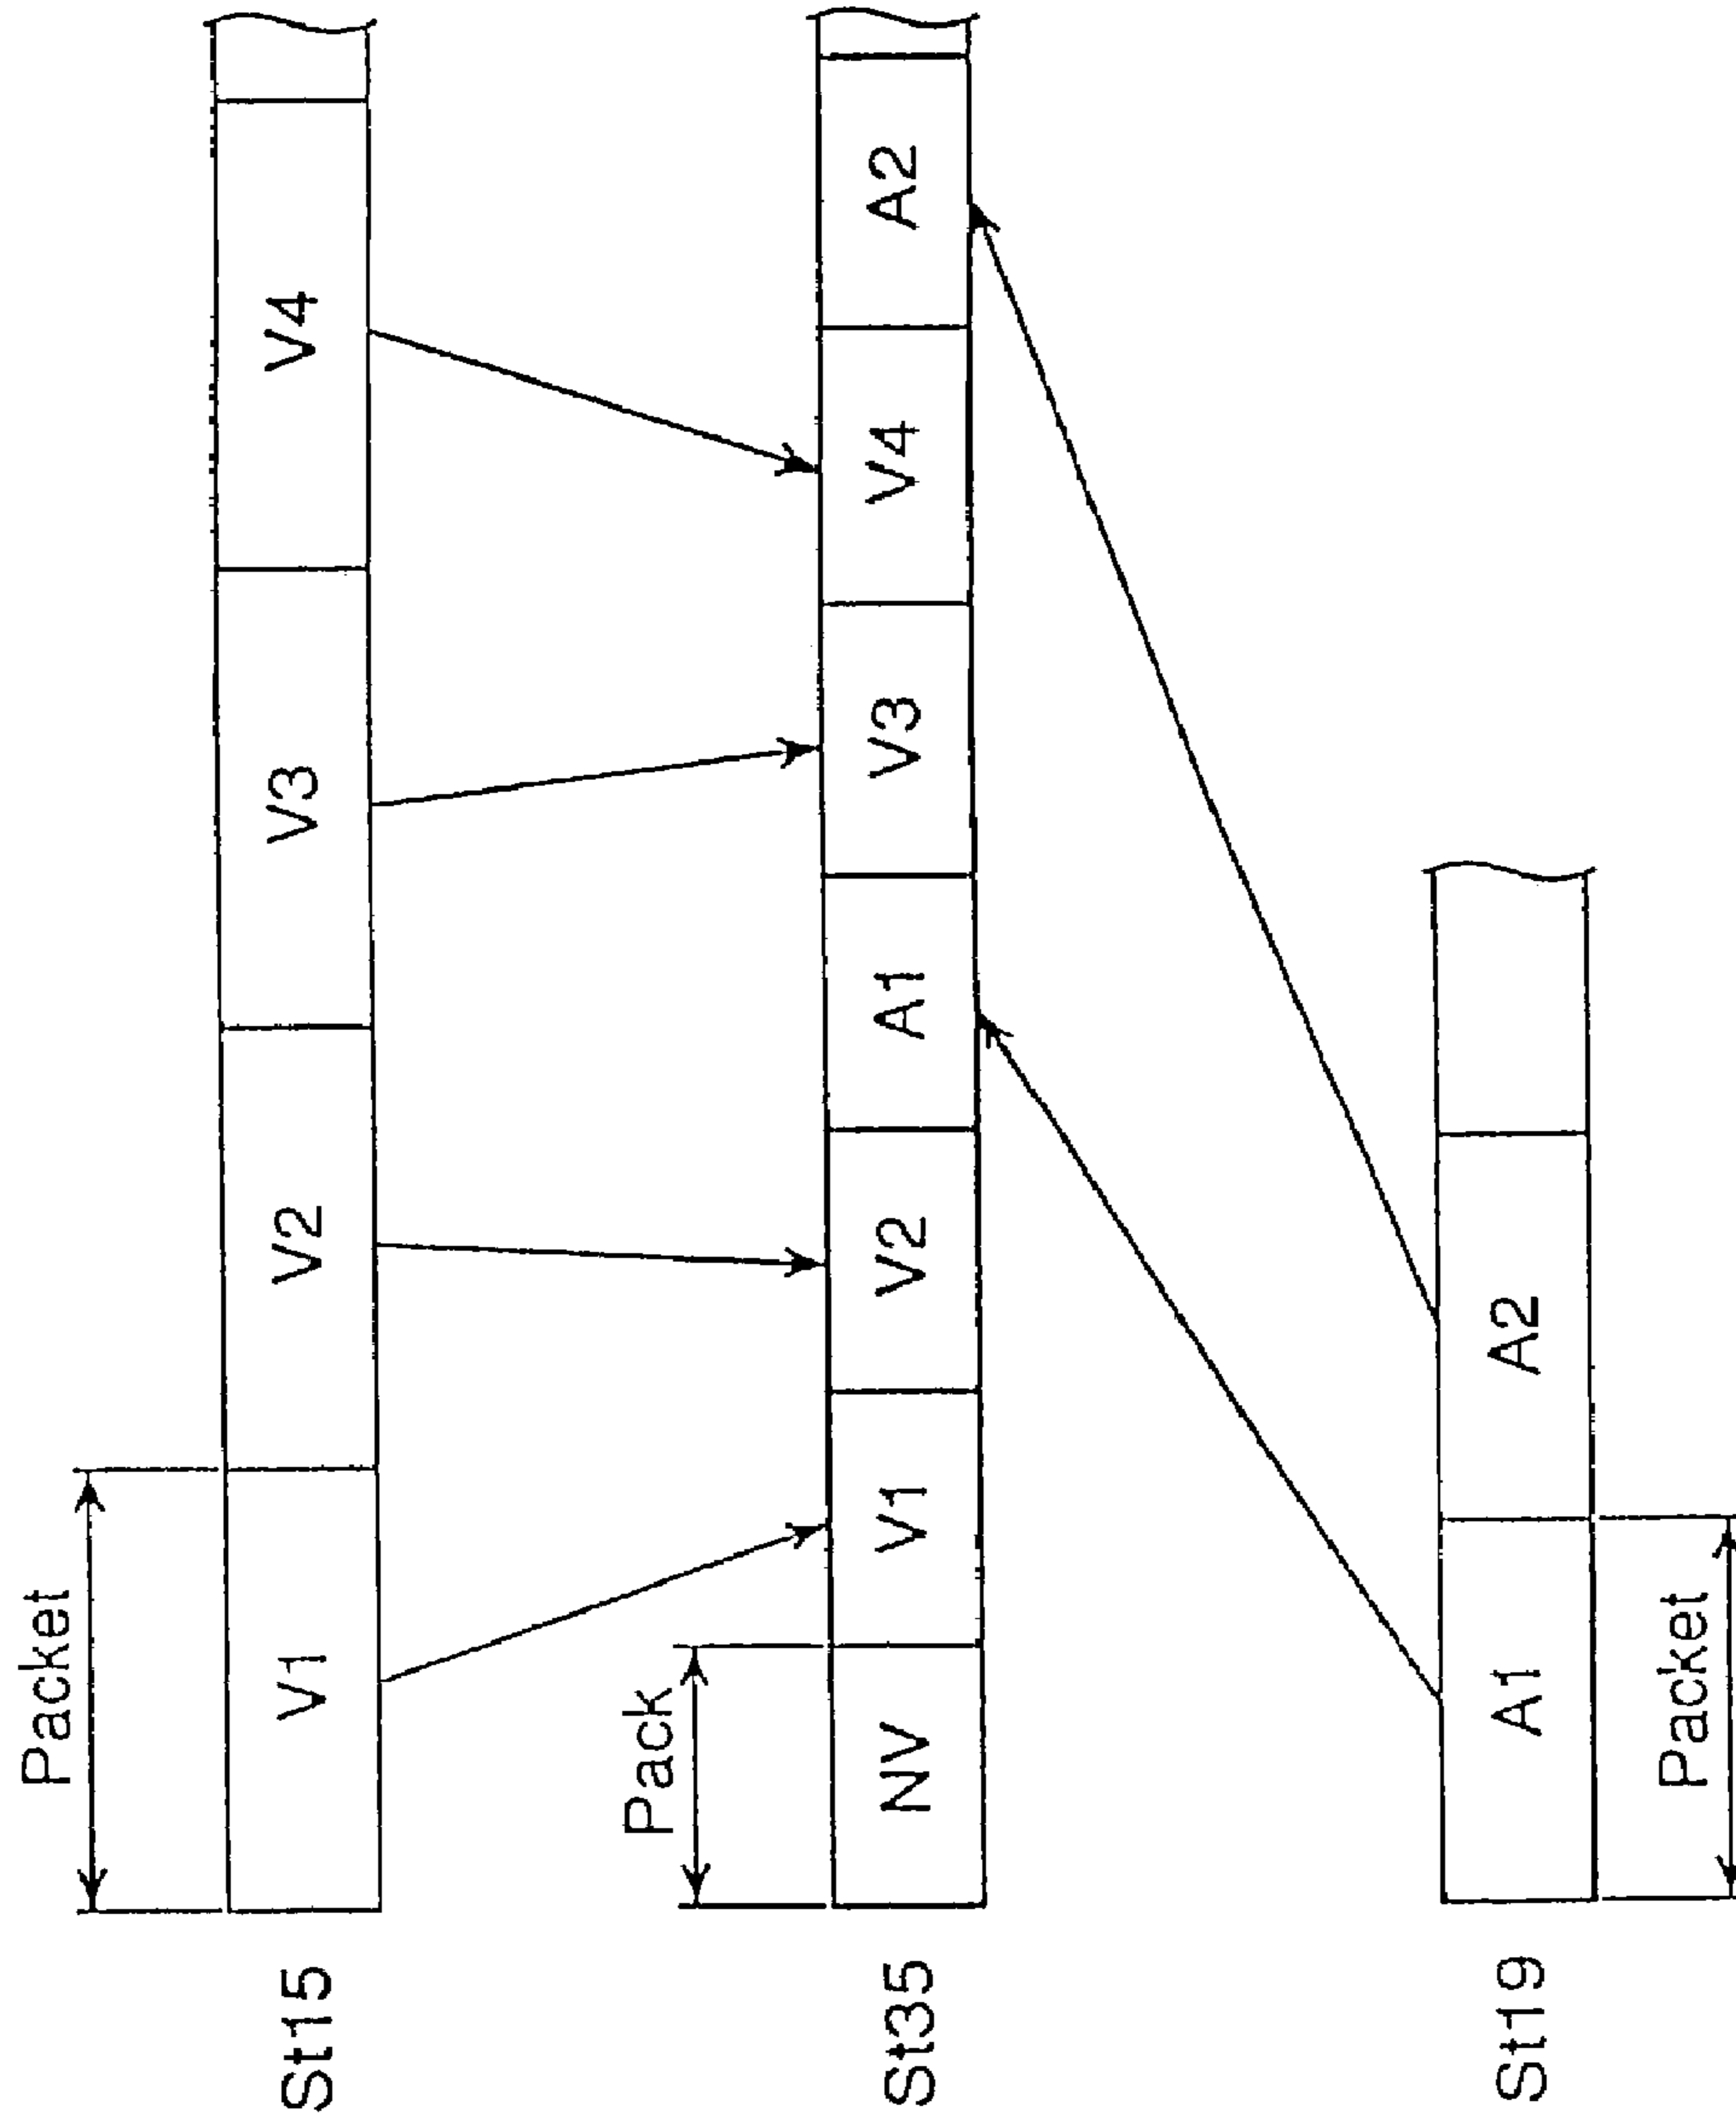 Packet
St15 V1 V2 V3 V4
Pack
St35 NV V1 V2 A1 V3 V4 A2
St19 A1 A2
Packet